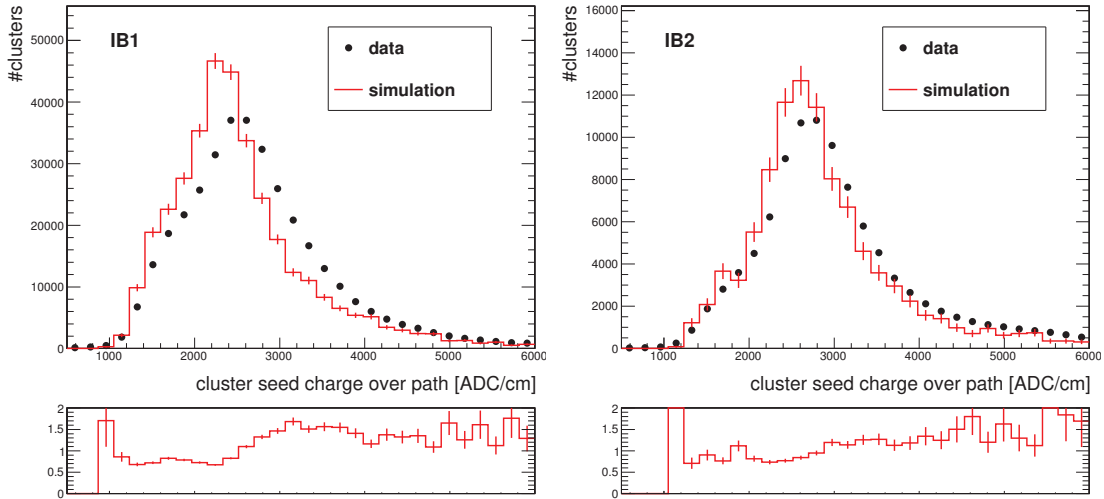 #clusters
50000
40000
30000
20000
10000
0
IB1
data
simulation
1000 2000 3000 4000 5000 6000
cluster seed charge over path [ADC/cm]
2
1.5
1
0.5
0
#clusters
16000
14000
12000
10000
8000
6000
4000
2000
0
IB2
data
simulation
1000 2000 3000 4000 5000 6000
cluster seed charge over path [ADC/cm]
2
1.5
1
0.5
0